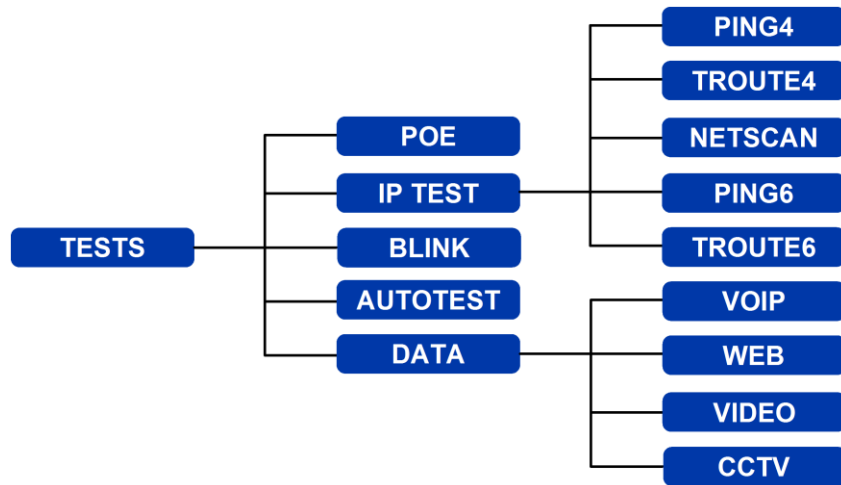 TESTS
POE
IP TEST
BLINK
AUTOTEST
DATA
PING4
TROUTE4
NETSCAN
PING6
TROUTE6
VOIP
WEB
VIDEO
CCTV